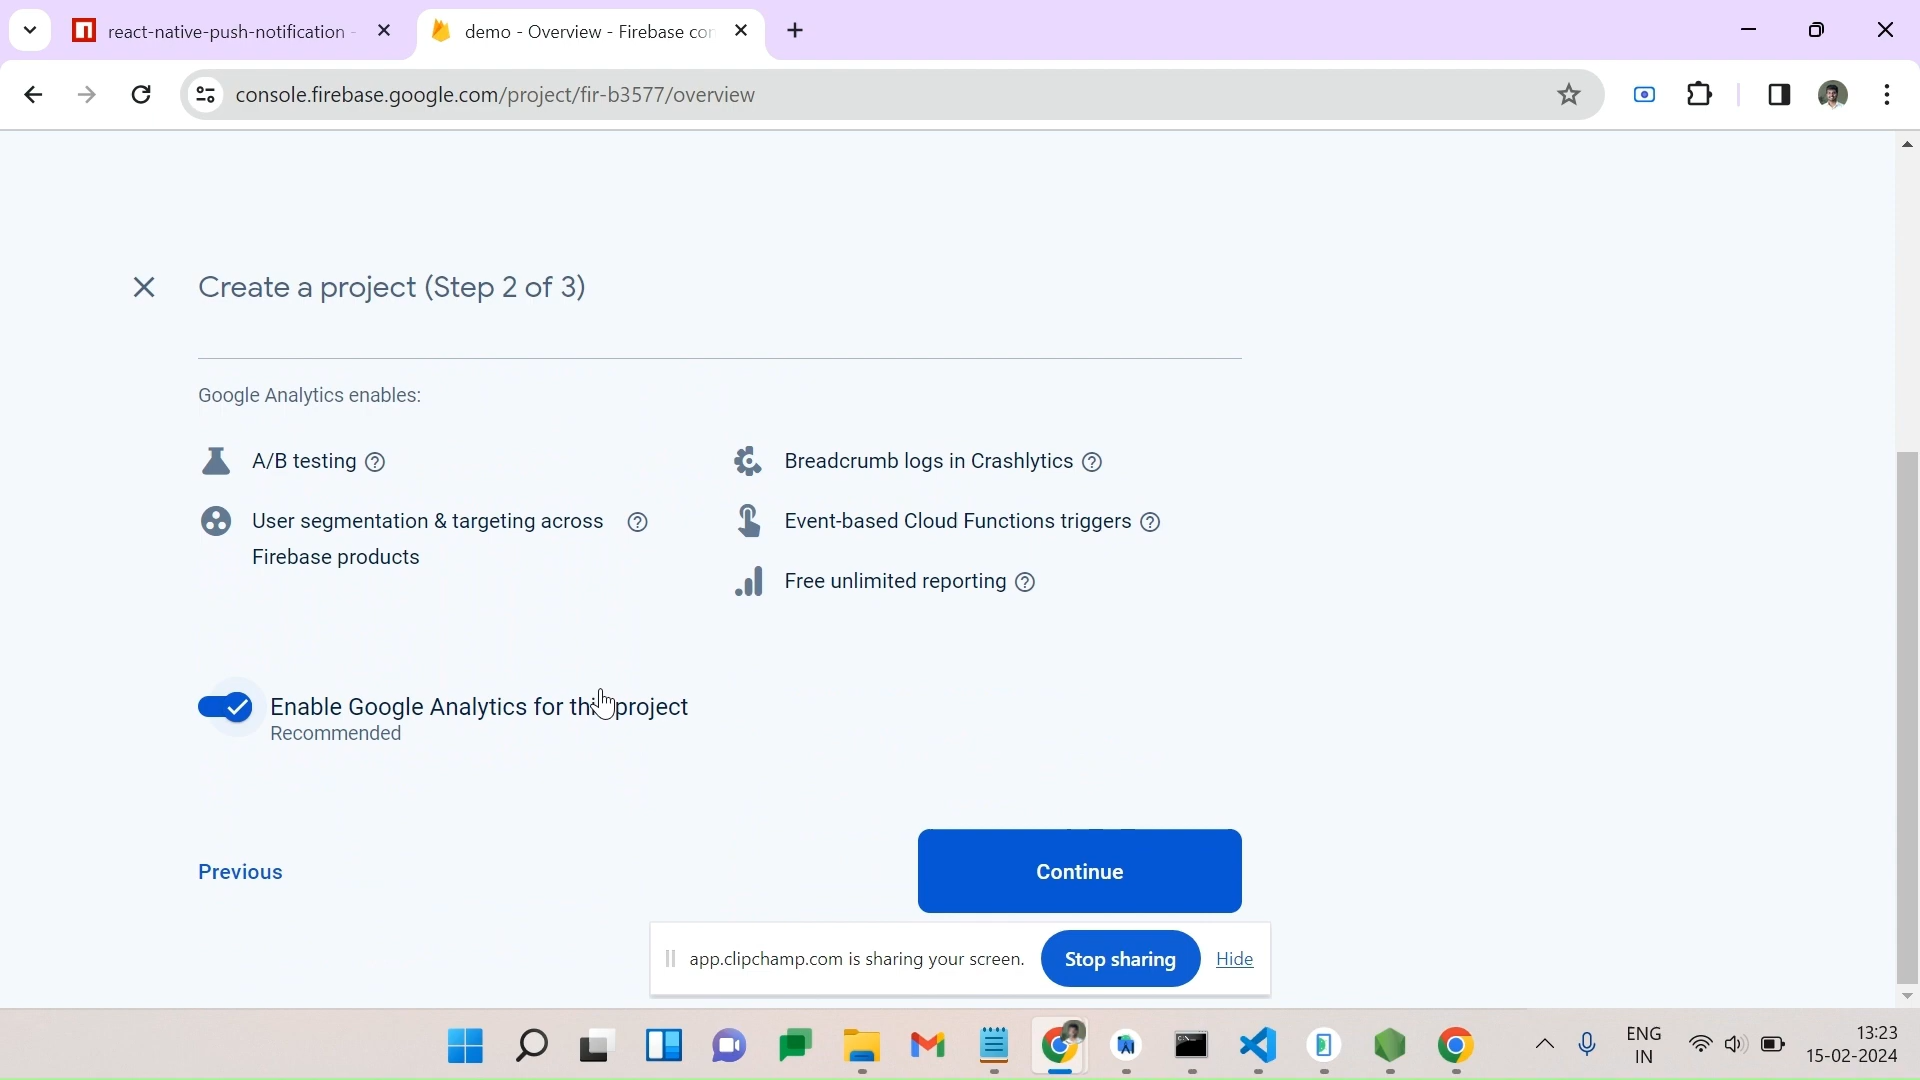 react-native-push-notification -
demo - Overview - Firebase con
console.firebase.google.com/project/fir-b3577/overview
Create a project (Step 2 of 3)
Google Analytics enables:
A/B testing
Breadcrumb logs in Crashlytics
User segmentation & targeting across
Firebase products
Event-based Cloud Functions triggers
Free unlimited reporting
Enable Google Analytics for this project
Recommended
Previous
Continue
app.clipchamp.com is sharing your screen.
Stop sharing
Hide
ENG
IN
13:23
15-02-2024